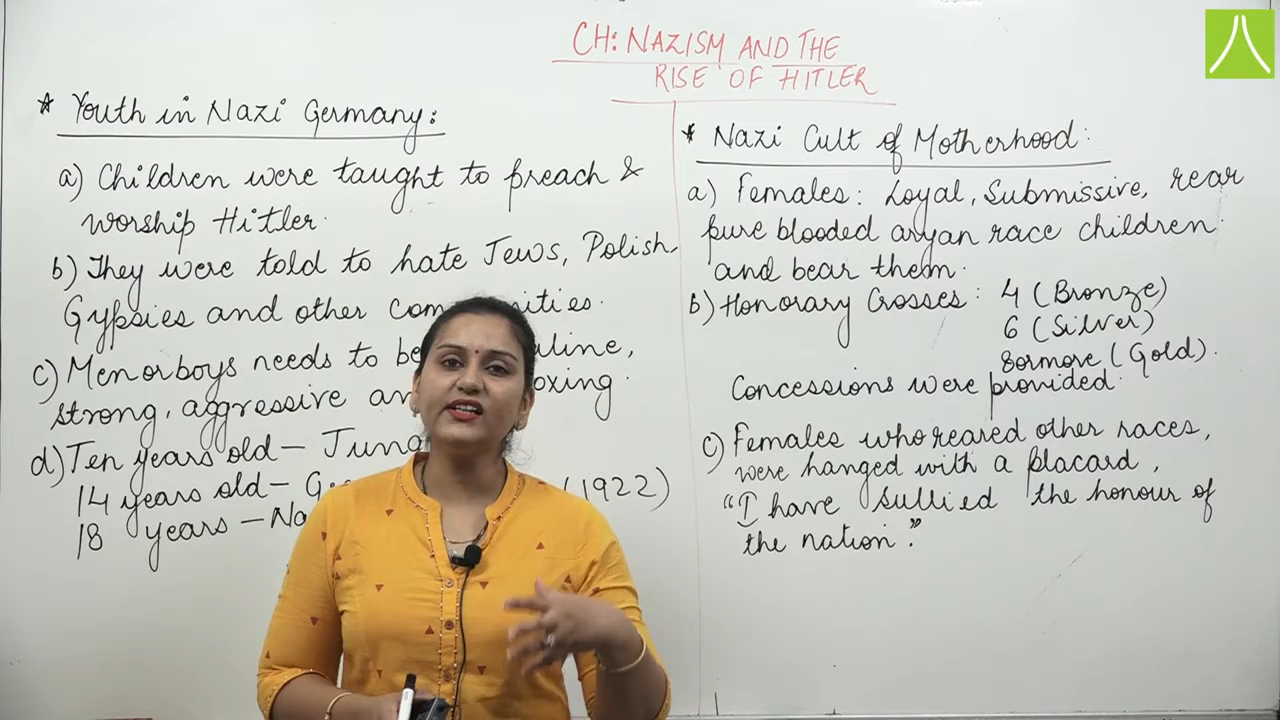 CH: NAZISM AND THE
RISE OF HITLER
* Youth in Nazi Germany:
a) Children were taught to preach &
worship Hitler.
b) They were told to hate Jews, Polish,
Gypsies and other
c) Men or boys needs to be
strong, aggressive
d) Ten years old - Jung
14 years old - (1922)
18 years - Na
* Nazi Cult of Motherhood:
a) Females: Loyal, Submissive, rear
pure blooded aryan race children
and bear them.
b) Honorary Crosses: 4 (Bronze)
6 (Silver)
8 or more (Gold).
Concessions were provided.
c) Females who reared other races,
were hanged with a placard,
"I have sullied the honour of
the nation".